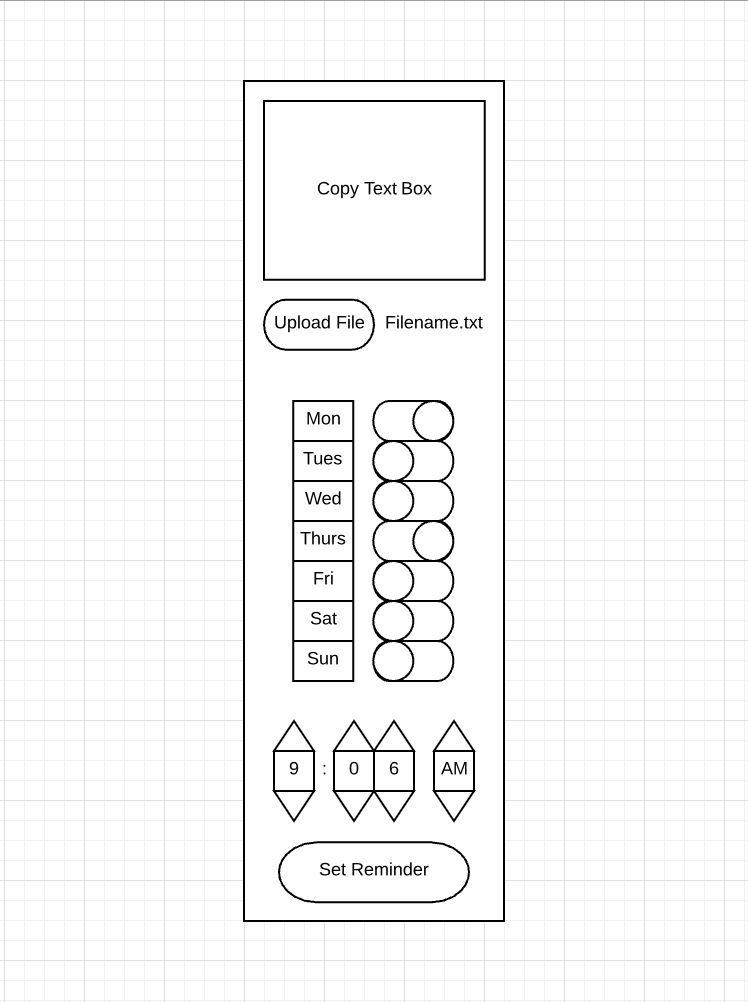 Copy Text Box
Upload File Filename.txt
Mon
Tues
Wed
Thurs
Fri
Sat
Sun
9 : 0 6 AM
Set Reminder